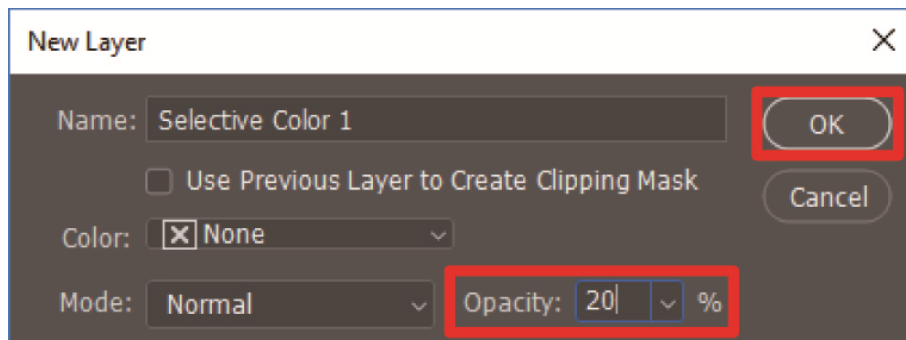 New Layer
Name: Selective Color 1
OK
Use Previous Layer to Create Clipping Mask
Cancel
Color: None
Mode: Normal Opacity: 20 %